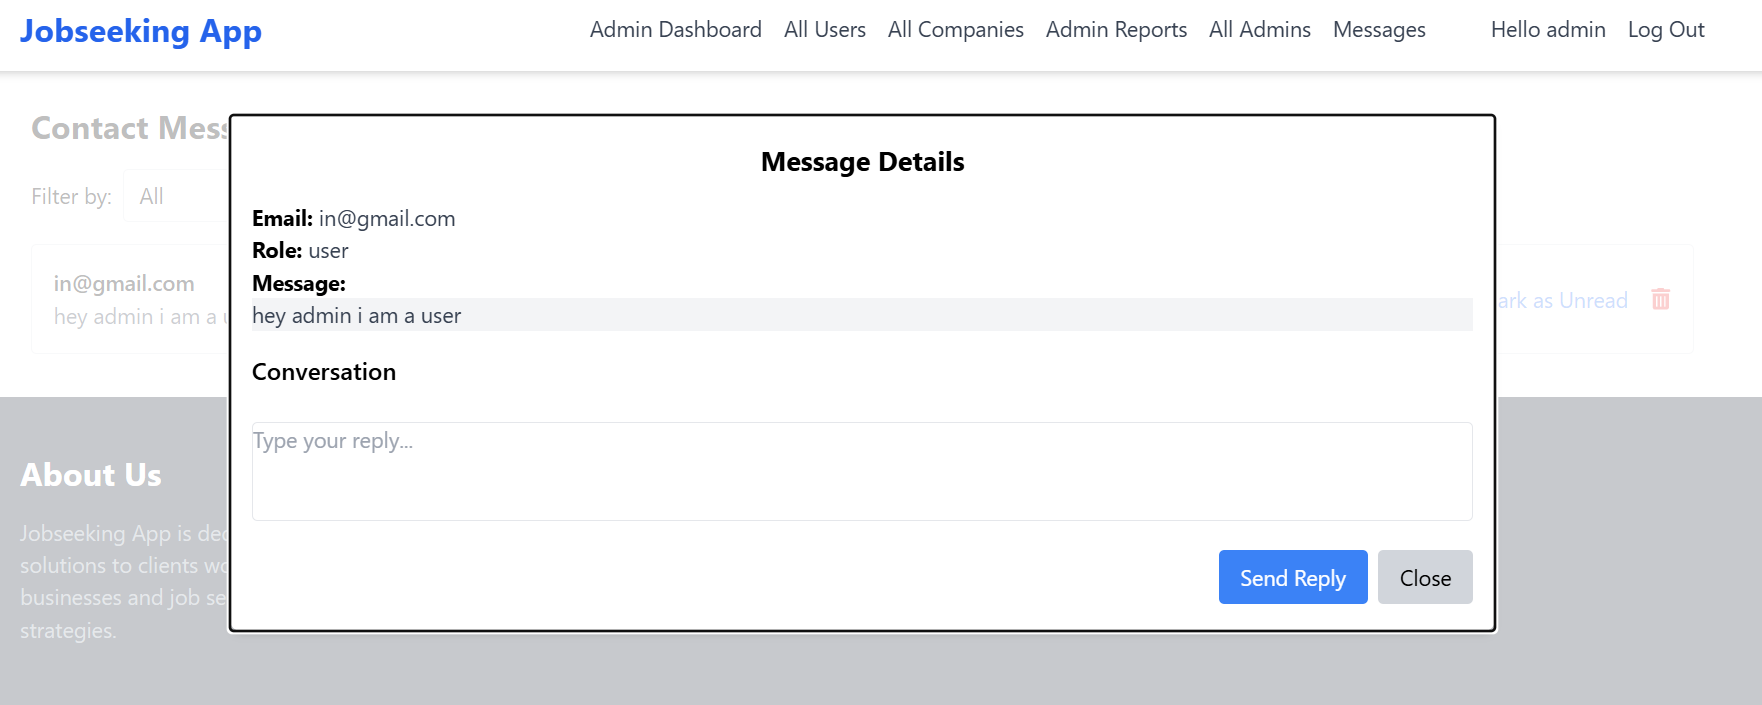 Jobseeking App
Admin Dashboard All Users All Companies Admin Reports All Admins Messages Hello admin Log Out
Contact Mess
Filter by: All
in@gmail.com
hey admin i am a u
ark as Unread
Message Details
Email: in@gmail.com
Role: user
Message:
hey admin i am a user
Conversation
Type your reply...
Send Reply Close
About Us
Jobseeking App is dec
solutions to clients wo
businesses and job se
strategies.